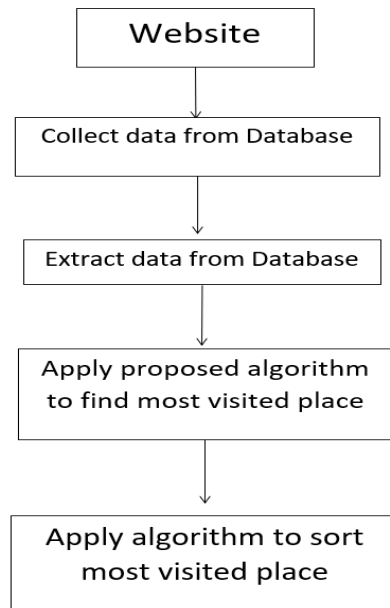 Website
Collect data from Database
Extract data from Database
Apply proposed algorithm
to find most visited place
Apply algorithm to sort
most visited place